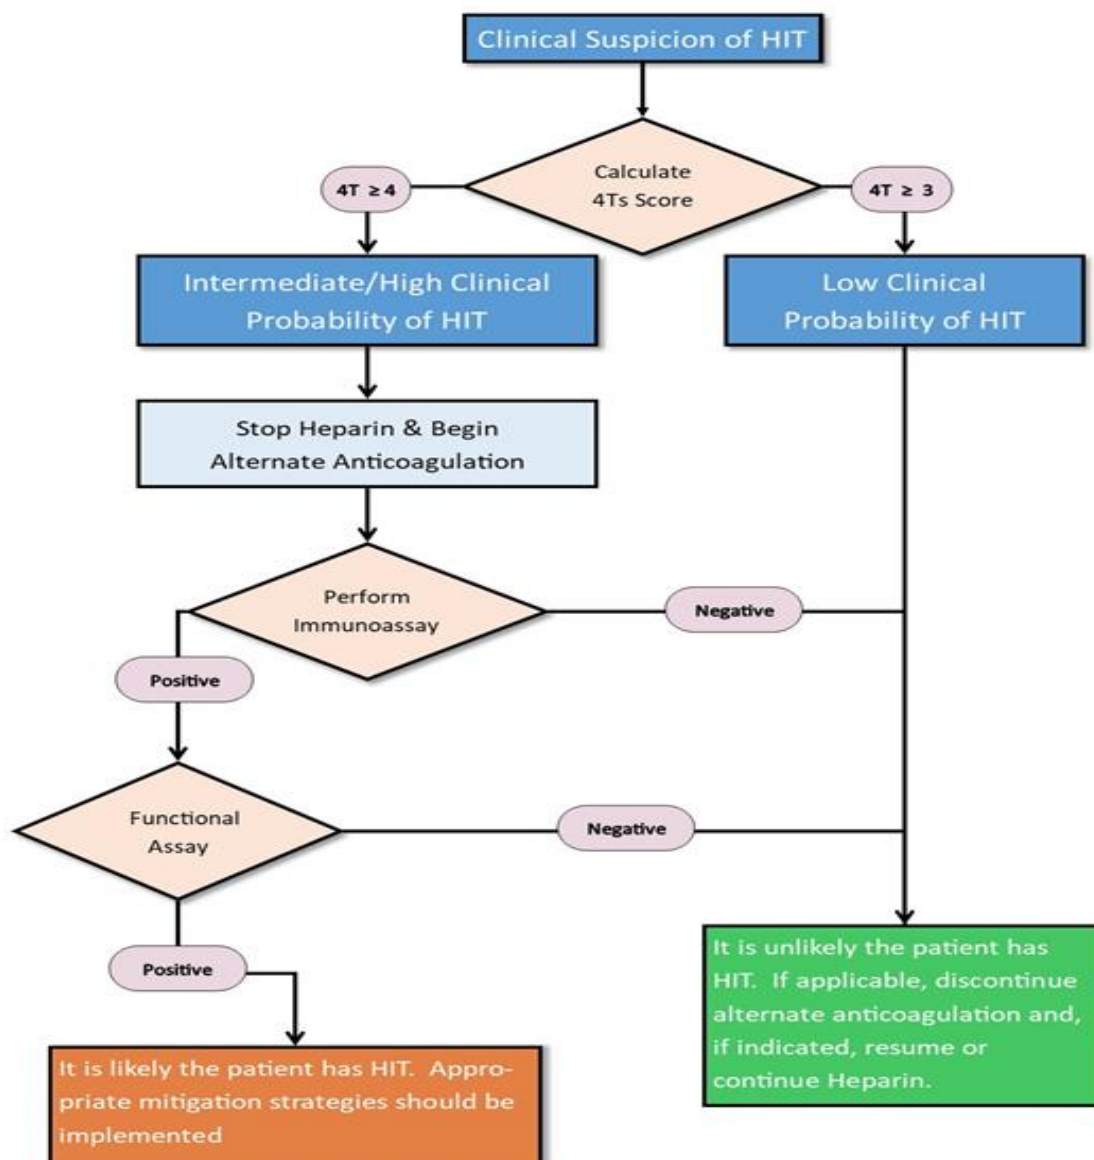 Clinical Suspicion of HIT
Calculate
4Ts Score
4T ≥ 4
4T ≥ 3
Intermediate/High Clinical
Probability of HIT
Low Clinical
Probability of HIT
Stop Heparin & Begin
Alternate Anticoagulation
Perform
Immunoassay
Negative
Positive
Functional
Assay
Negative
Positive
It is unlikely the patient has
HIT. If applicable, discontinue
alternate anticoagulation and,
if indicated, resume or
continue Heparin.
It is likely the patient has HIT. Appro-
priate mitigation strategies should be
implemented